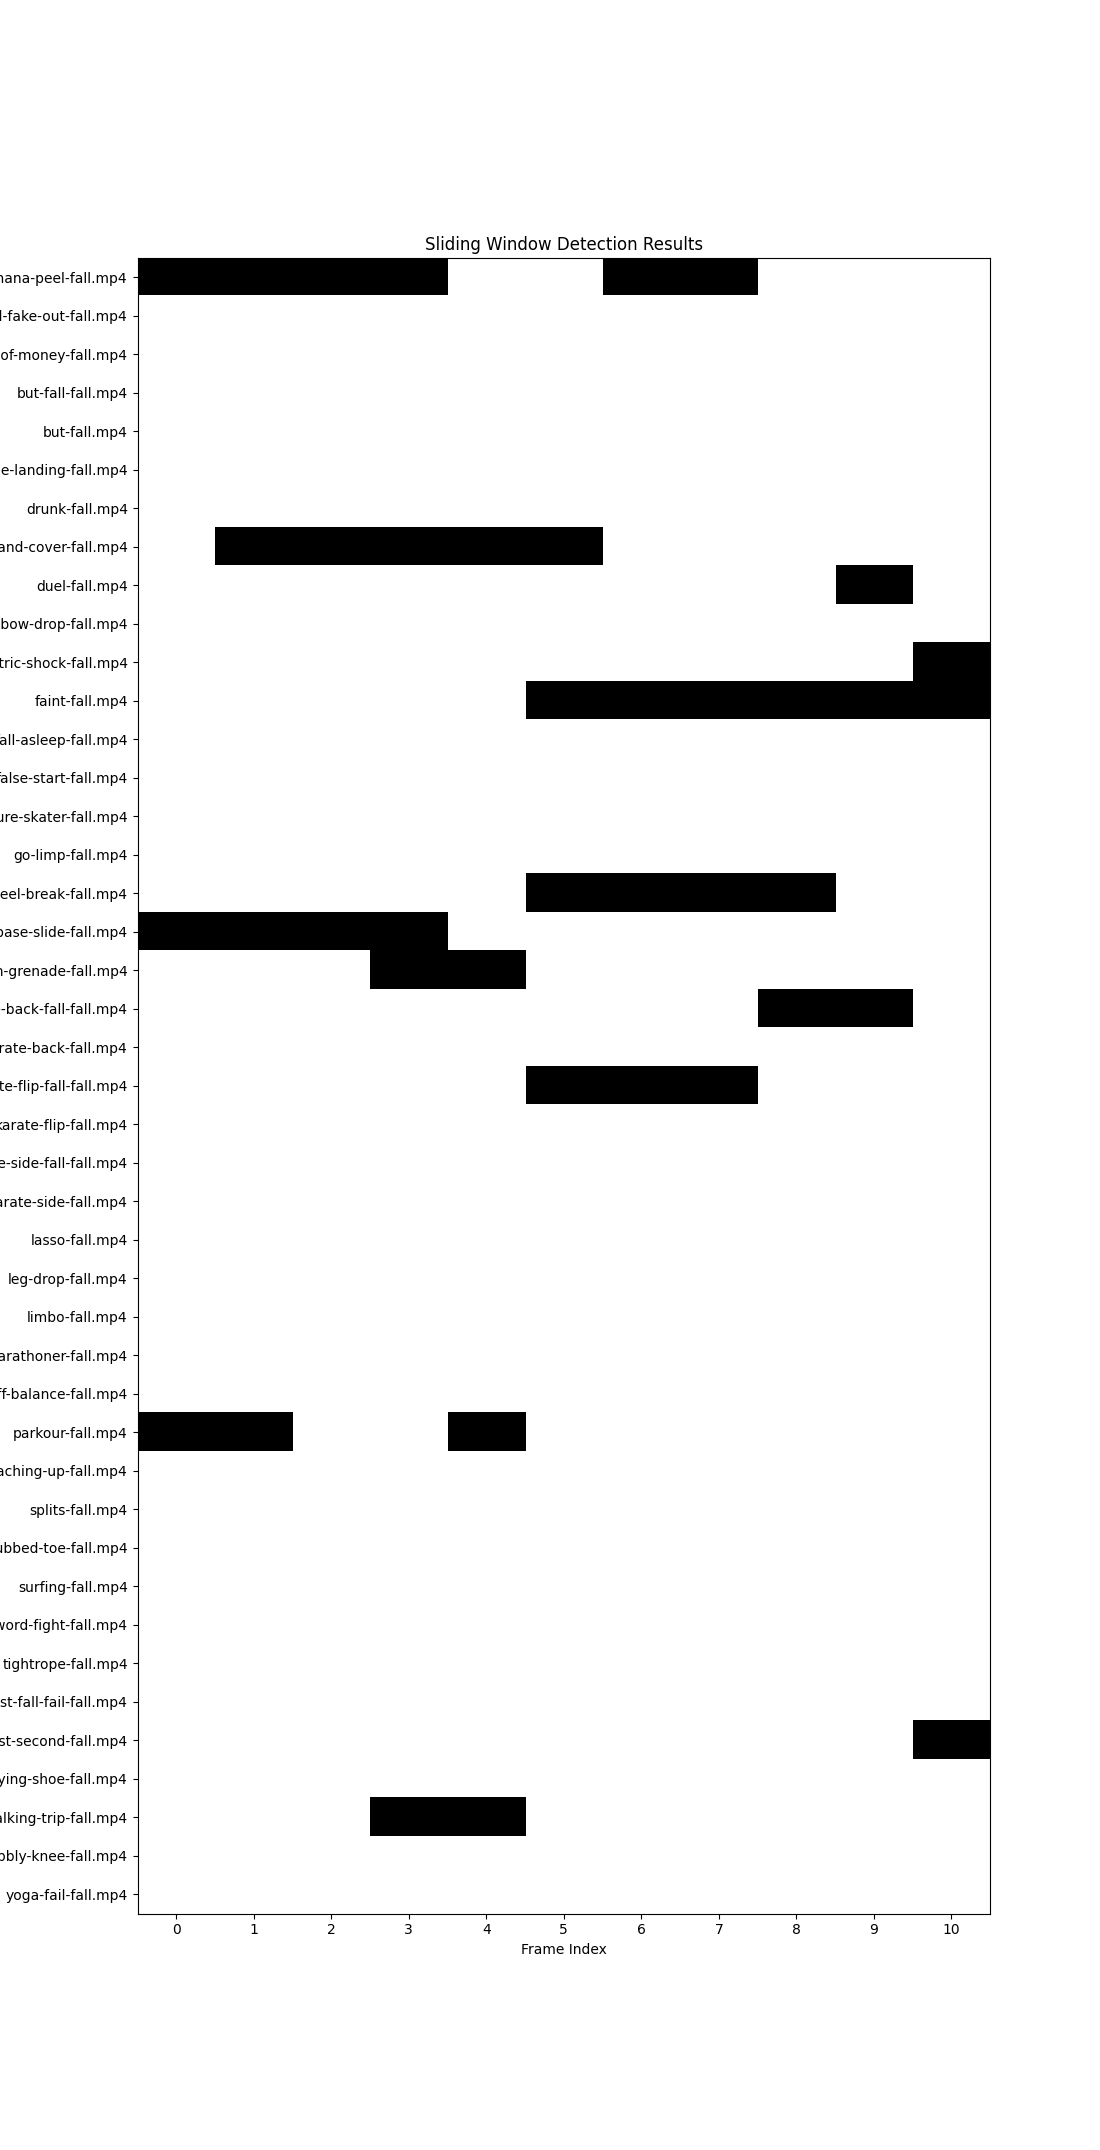 Sliding Window Detection Results
nana-peel-fall.mp4
l-fake-out-fall.mp4
of-money-fall.mp4
but-fall-fall.mp4
but-fall.mp4
e-landing-fall.mp4
drunk-fall.mp4
and-cover-fall.mp4
duel-fall.mp4
bow-drop-fall.mp4
tric-shock-fall.mp4
faint-fall.mp4
all-asleep-fall.mp4
false-start-fall.mp4
ure-skater-fall.mp4
go-limp-fall.mp4
eel-break-fall.mp4
base-slide-fall.mp4
n-grenade-fall.mp4
-back-fall-fall.mp4
rate-back-fall.mp4
te-flip-fall-fall.mp4
karate-flip-fall.mp4
e-side-fall-fall.mp4
arate-side-fall.mp4
lasso-fall.mp4
leg-drop-fall.mp4
limbo-fall.mp4
arathoner-fall.mp4
ff-balance-fall.mp4
parkour-fall.mp4
aching-up-fall.mp4
splits-fall.mp4
ubbed-toe-fall.mp4
surfing-fall.mp4
word-fight-fall.mp4
tightrope-fall.mp4
st-fall-fail-fall.mp4
st-second-fall.mp4
ying-shoe-fall.mp4
alking-trip-fall.mp4
bbly-knee-fall.mp4
yoga-fail-fall.mp4
0 1 2 3 4 5 6 7 8 9 10
Frame Index